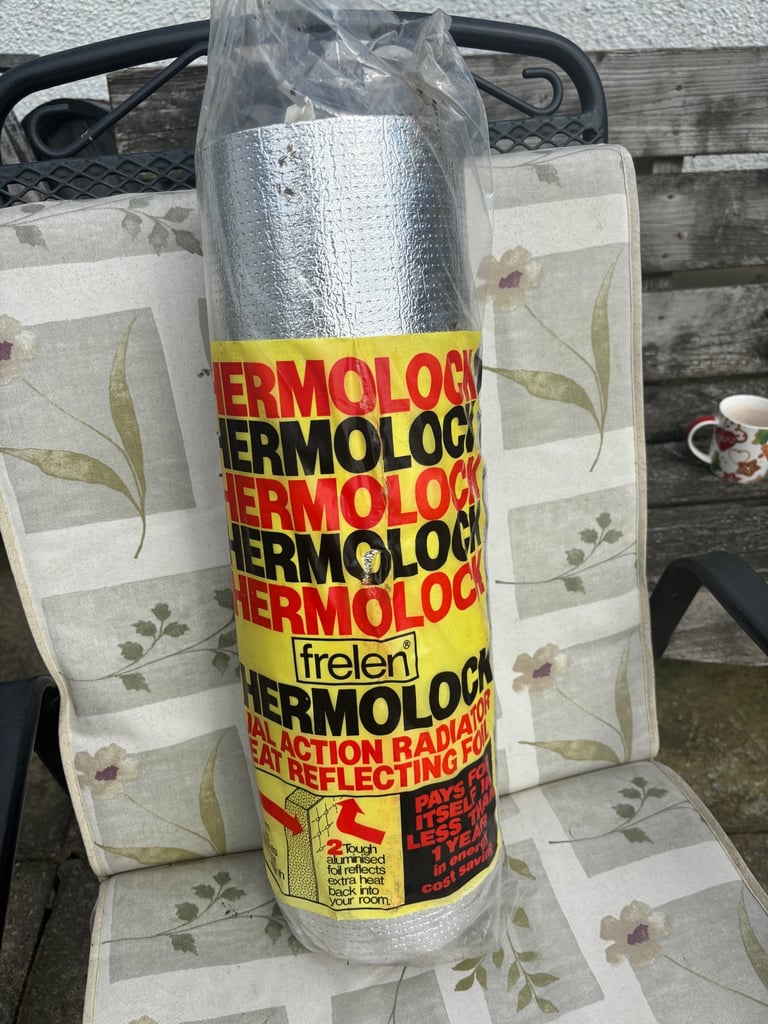 HERMOLOCK
HERMOLOCK
HERMOLOCK
HERMOLOCK
HERMOLOCK
frelen®
HERMOLOCK
UAL ACTION RADIATOR
EAT REFLECTING FOIL
PAYS FOR
ITSELF IN
LESS THAN
1 YEAR
in energy
cost savin
2 Tough
aluminised
foil reflects
extra heat
back into
your room.